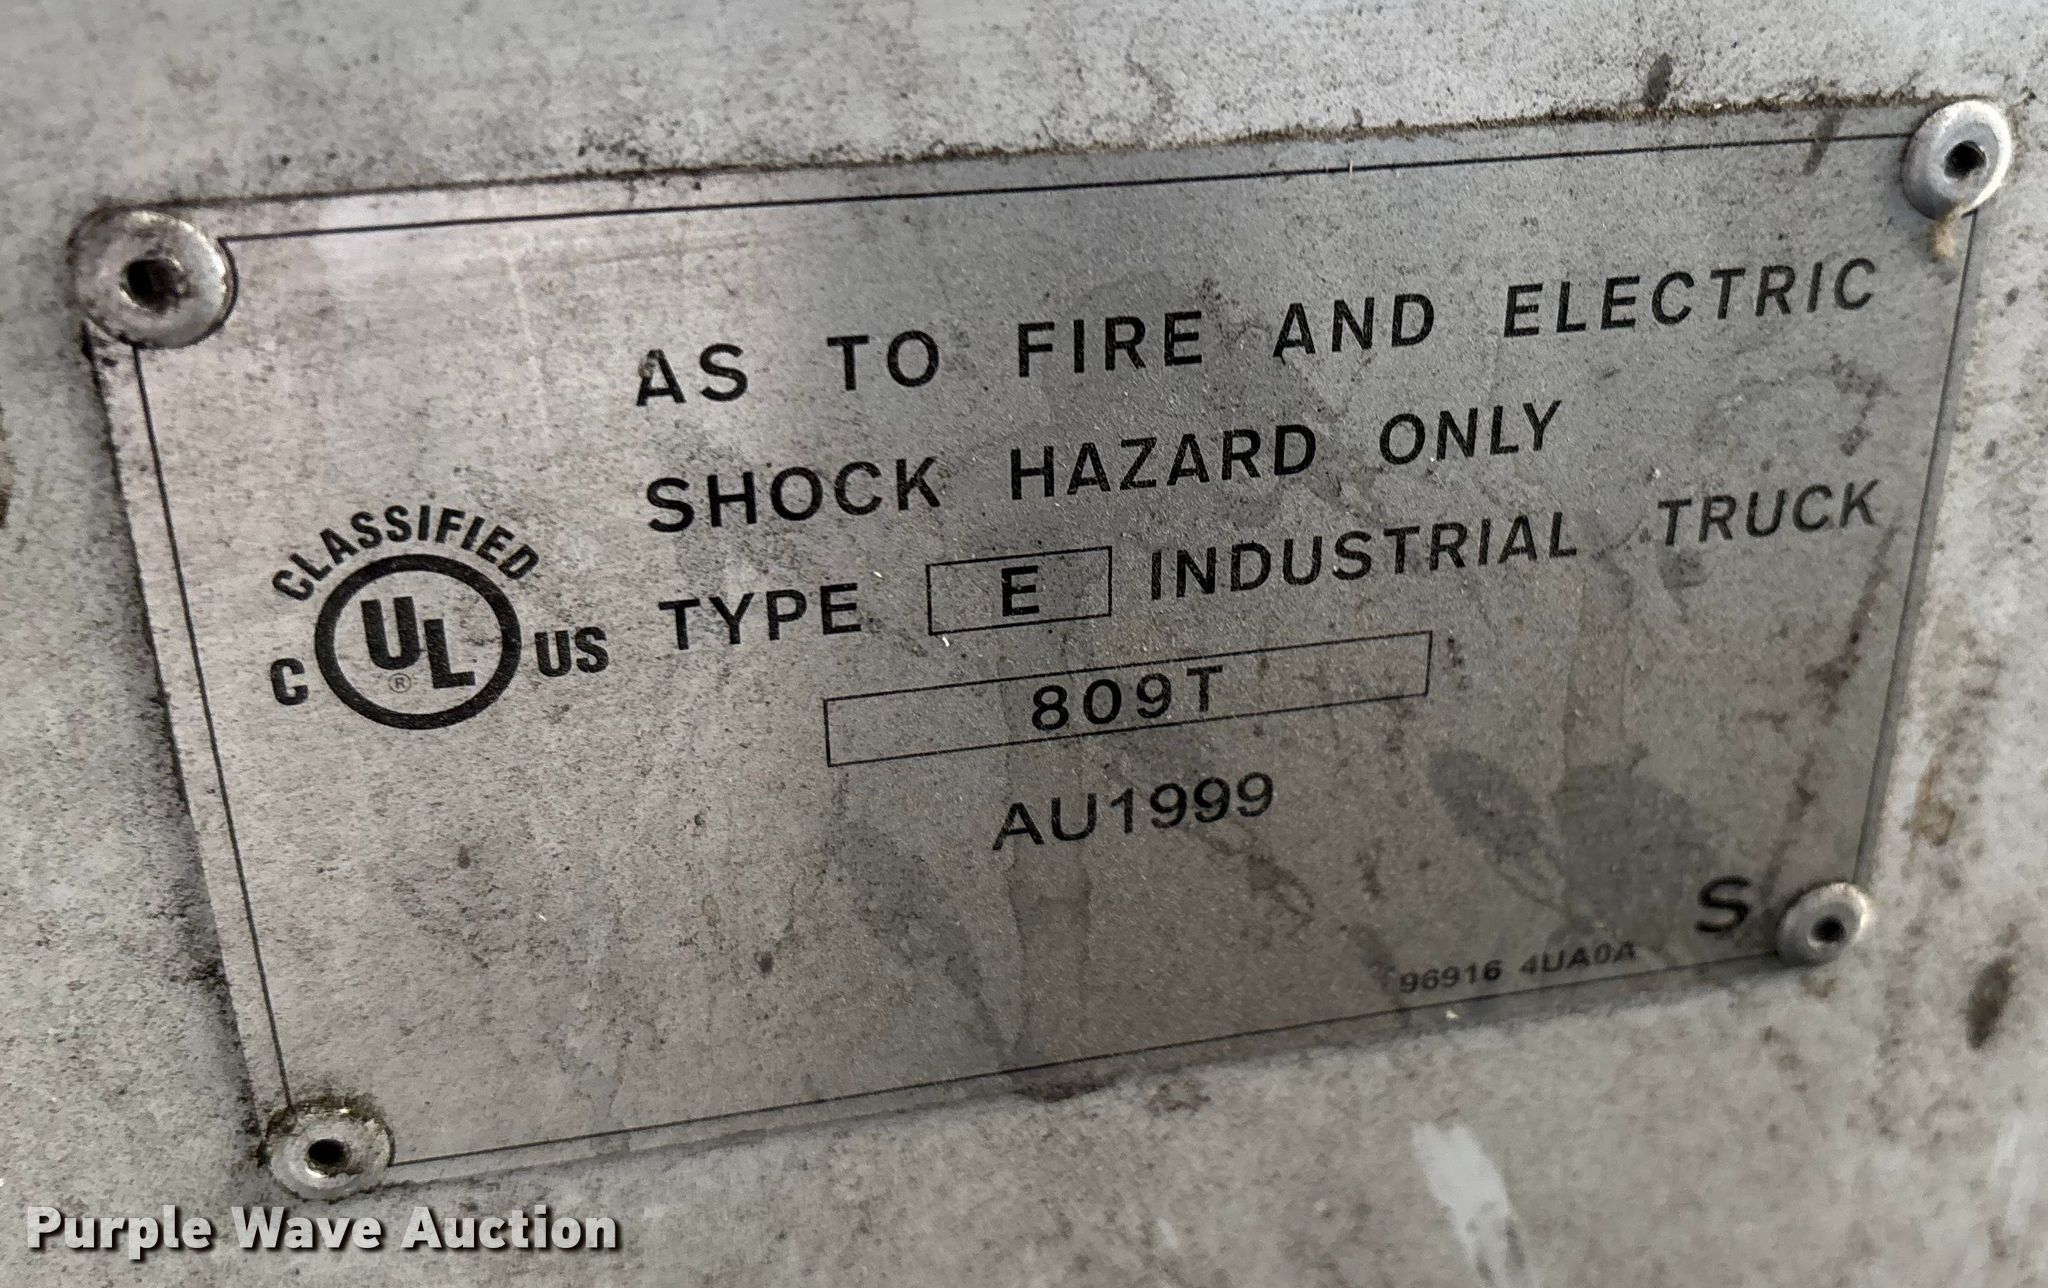 AS TO FIRE AND ELECTRIC
SHOCK HAZARD ONLY
TYPE E INDUSTRIAL TRUCK
809T
AU1999
CLASSIFIED
C UL® US
S
96916 4UA0A
Purple Wave Auction